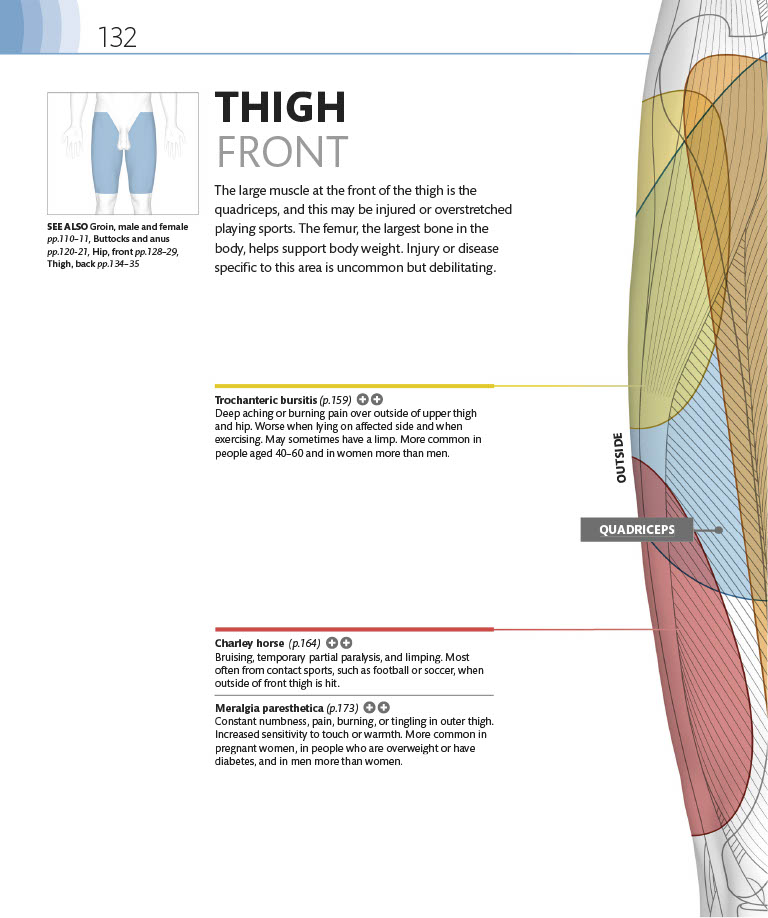 132
THIGH
FRONT
The large muscle at the front of the thigh is the
quadriceps, and this may be injured or overstretched
playing sports. The femur, the largest bone in the
body, helps support body weight. Injury or disease
specific to this area is uncommon but debilitating.
SEE ALSO Groin, male and female
pp.110–11, Buttocks and anus
pp.120-21, Hip, front pp.128–29,
Thigh, back pp.134–35
Trochanteric bursitis (p.159)
Deep aching or burning pain over outside of upper thigh
and hip. Worse when lying on affected side and when
exercising. May sometimes have a limp. More common in
people aged 40–60 and in women more than men.
OUTSIDE
QUADRICEPS
Charley horse (p.164)
Bruising, temporary partial paralysis, and limping. Most
often from contact sports, such as football or soccer, when
outside of front thigh is hit.
Meralgia paresthetica (p.173)
Constant numbness, pain, burning, or tingling in outer thigh.
Increased sensitivity to touch or warmth. More common in
pregnant women, in people who are overweight or have
diabetes, and in men more than women.